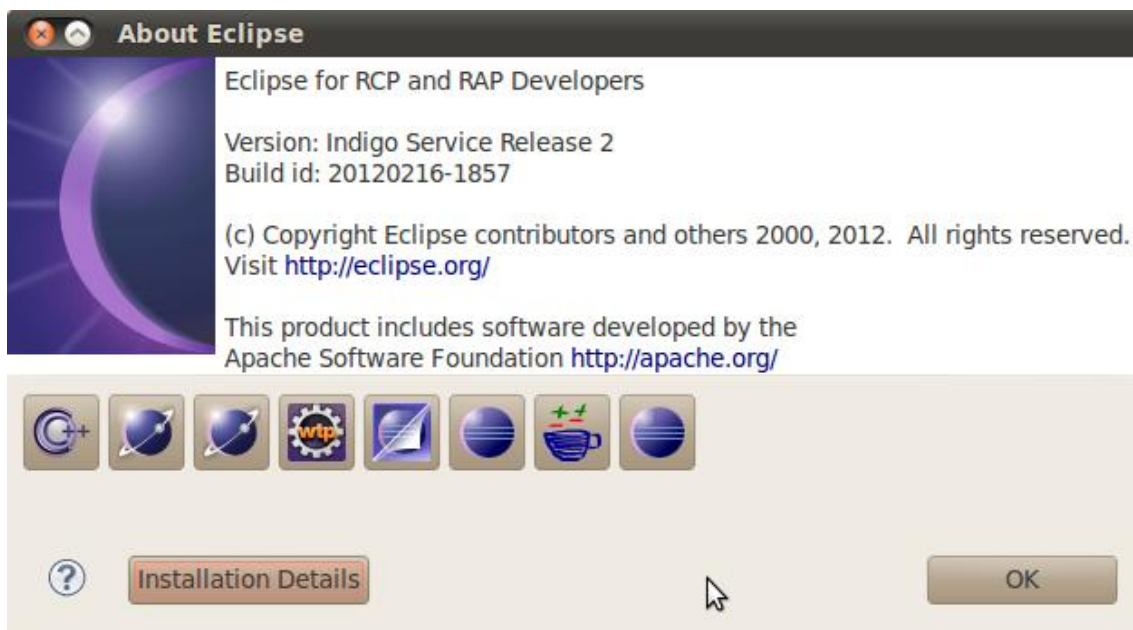 About Eclipse
Eclipse for RCP and RAP Developers
Version: Indigo Service Release 2
Build id: 20120216-1857
(c) Copyright Eclipse contributors and others 2000, 2012.  All rights reserved.
Visit http://eclipse.org/
This product includes software developed by the
Apache Software Foundation http://apache.org/
C++
wtp
?
Installation Details
OK